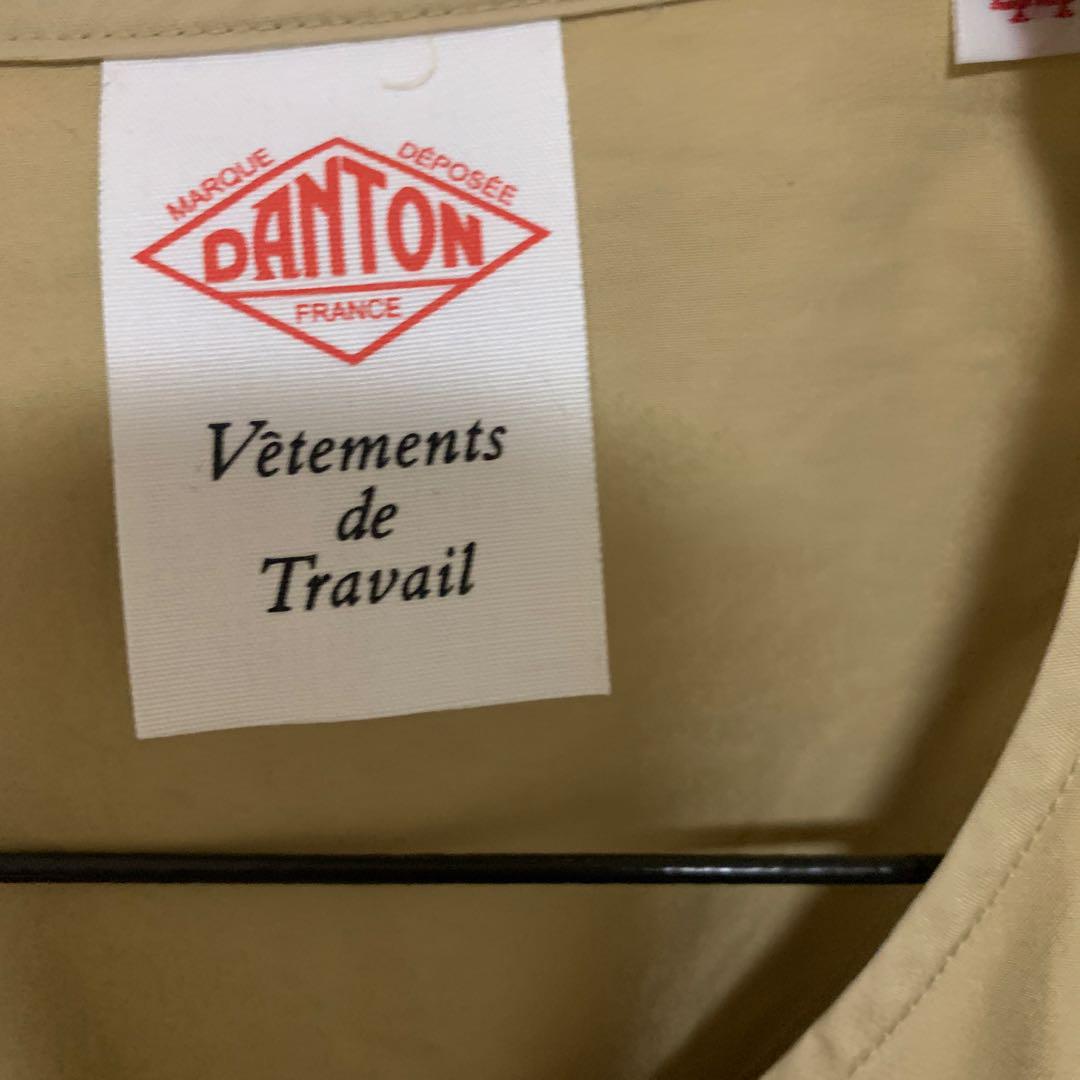 MARQUE DÉPOSÉE
DANTON
FRANCE
Vêtements
de
Travail